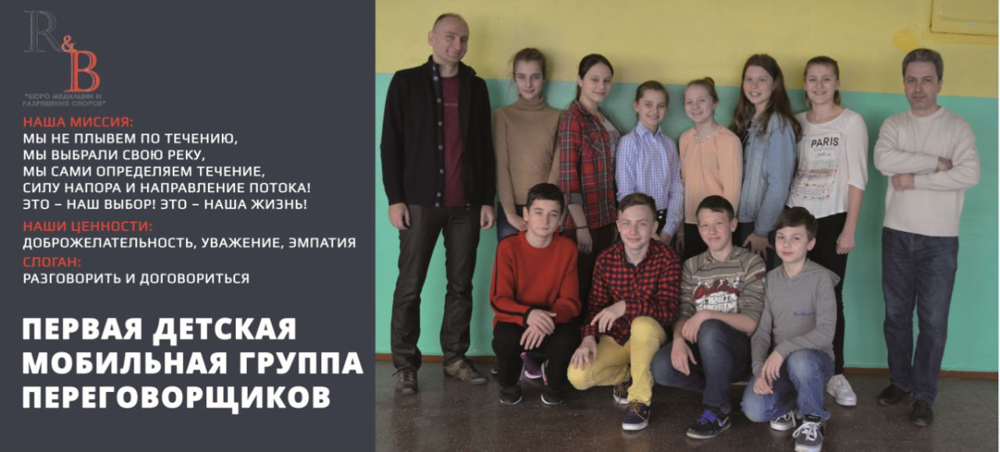 R&B
"БЮРО МЕДИАЦИИ И
РАЗРЕШЕНИЯ СПОРОВ"
НАША МИССИЯ:
МЫ НЕ ПЛЫВЕМ ПО ТЕЧЕНИЮ,
МЫ ВЫБРАЛИ СВОЮ РЕКУ,
МЫ САМИ ОПРЕДЕЛЯЕМ ТЕЧЕНИЕ,
СИЛУ НАПОРА И НАПРАВЛЕНИЕ ПОТОКА!
ЭТО – НАШ ВЫБОР! ЭТО – НАША ЖИЗНЬ!
НАШИ ЦЕННОСТИ:
ДОБРОЖЕЛАТЕЛЬНОСТЬ, УВАЖЕНИЕ, ЭМПАТИЯ
СЛОГАН:
РАЗГОВОРИТЬ И ДОГОВОРИТЬСЯ
ПЕРВАЯ ДЕТСКАЯ
МОБИЛЬНАЯ ГРУППА
ПЕРЕГОВОРЩИКОВ
PARIS